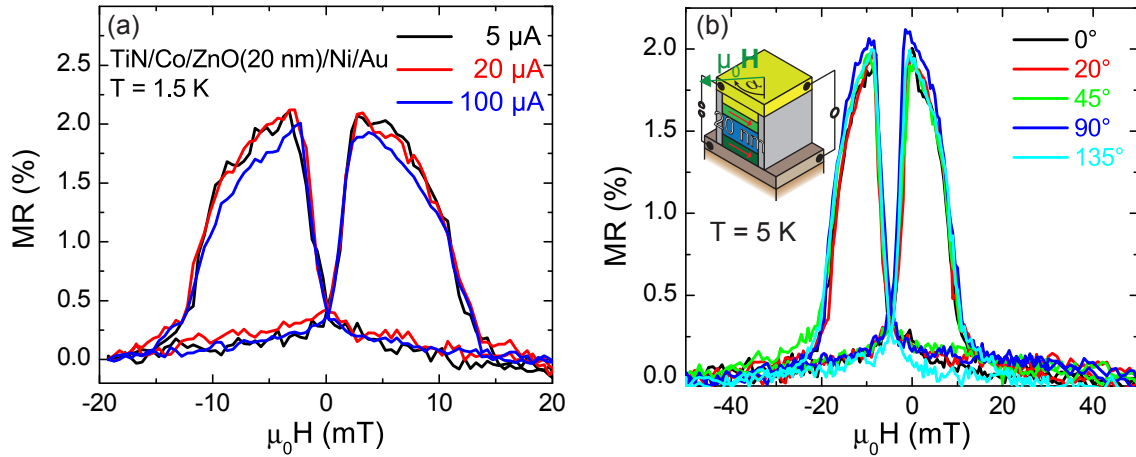 (a)
TiN/Co/ZnO(20 nm)/Ni/Au
T = 1.5 K
5 µA
20 µA
100 µA
MR (%)
2.5
2.0
1.5
1.0
0.5
0.0
-20
-10
0
10
20
µ₀H (mT)
(b)
µ₀H
α
20 nm
T = 5 K
0°
20°
45°
90°
135°
MR (%)
2.0
1.5
1.0
0.5
0.0
-40
-20
0
20
40
µ₀H (mT)